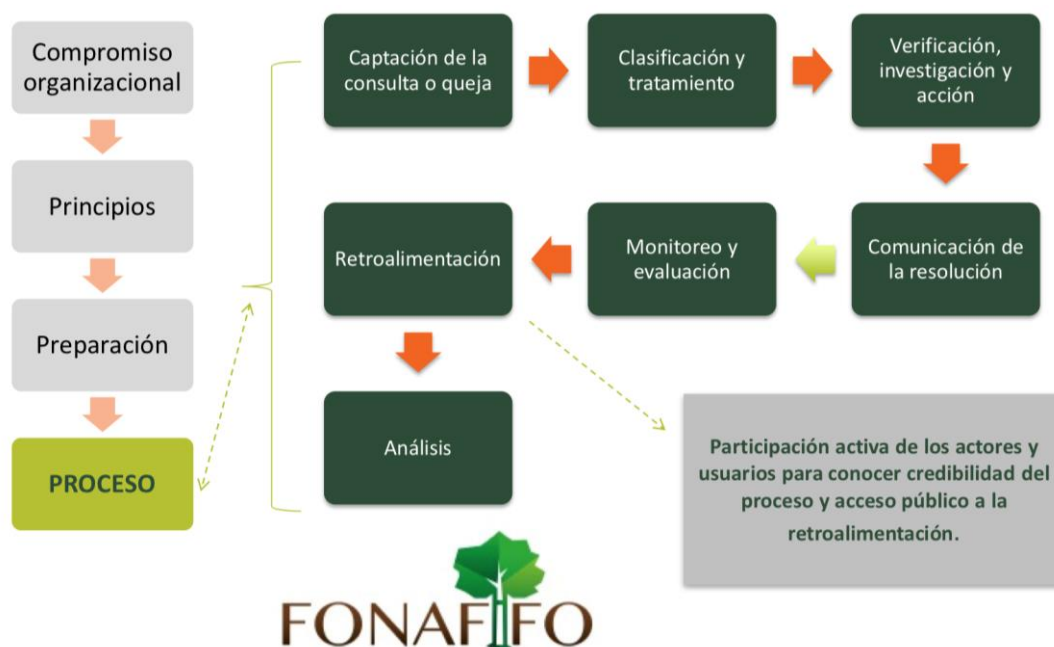 Compromiso
organizacional
Principios
Preparación
PROCESO
Captación de la
consulta o queja
Clasificación y
tratamiento
Verificación,
investigación y
acción
Comunicación de
la resolución
Monitoreo y
evaluación
Retroalimentación
Análisis
Participación activa de los actores y
usuarios para conocer credibilidad del
proceso y acceso público a la
retroalimentación.
FONAFIFO